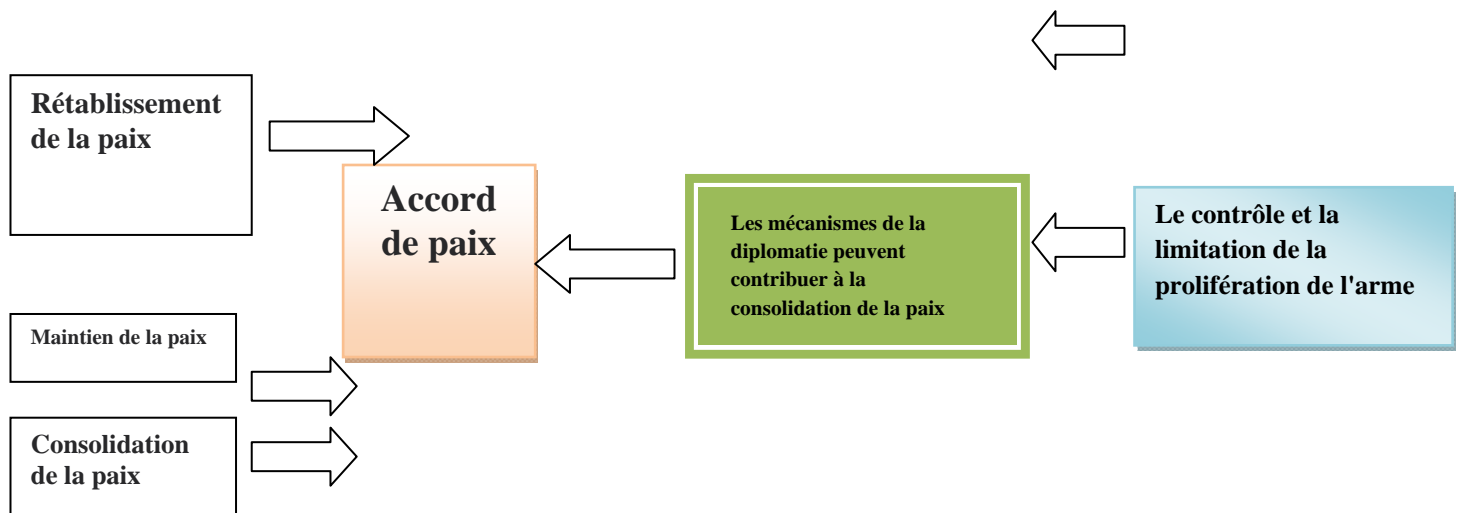 Rétablissement
de la paix
Accord
de paix
Les mécanismes de la
diplomatie peuvent
contribuer à la
consolidation de la paix
Le contrôle et la
limitation de la
prolifération de l'arme
Maintien de la paix
Consolidation
de la paix